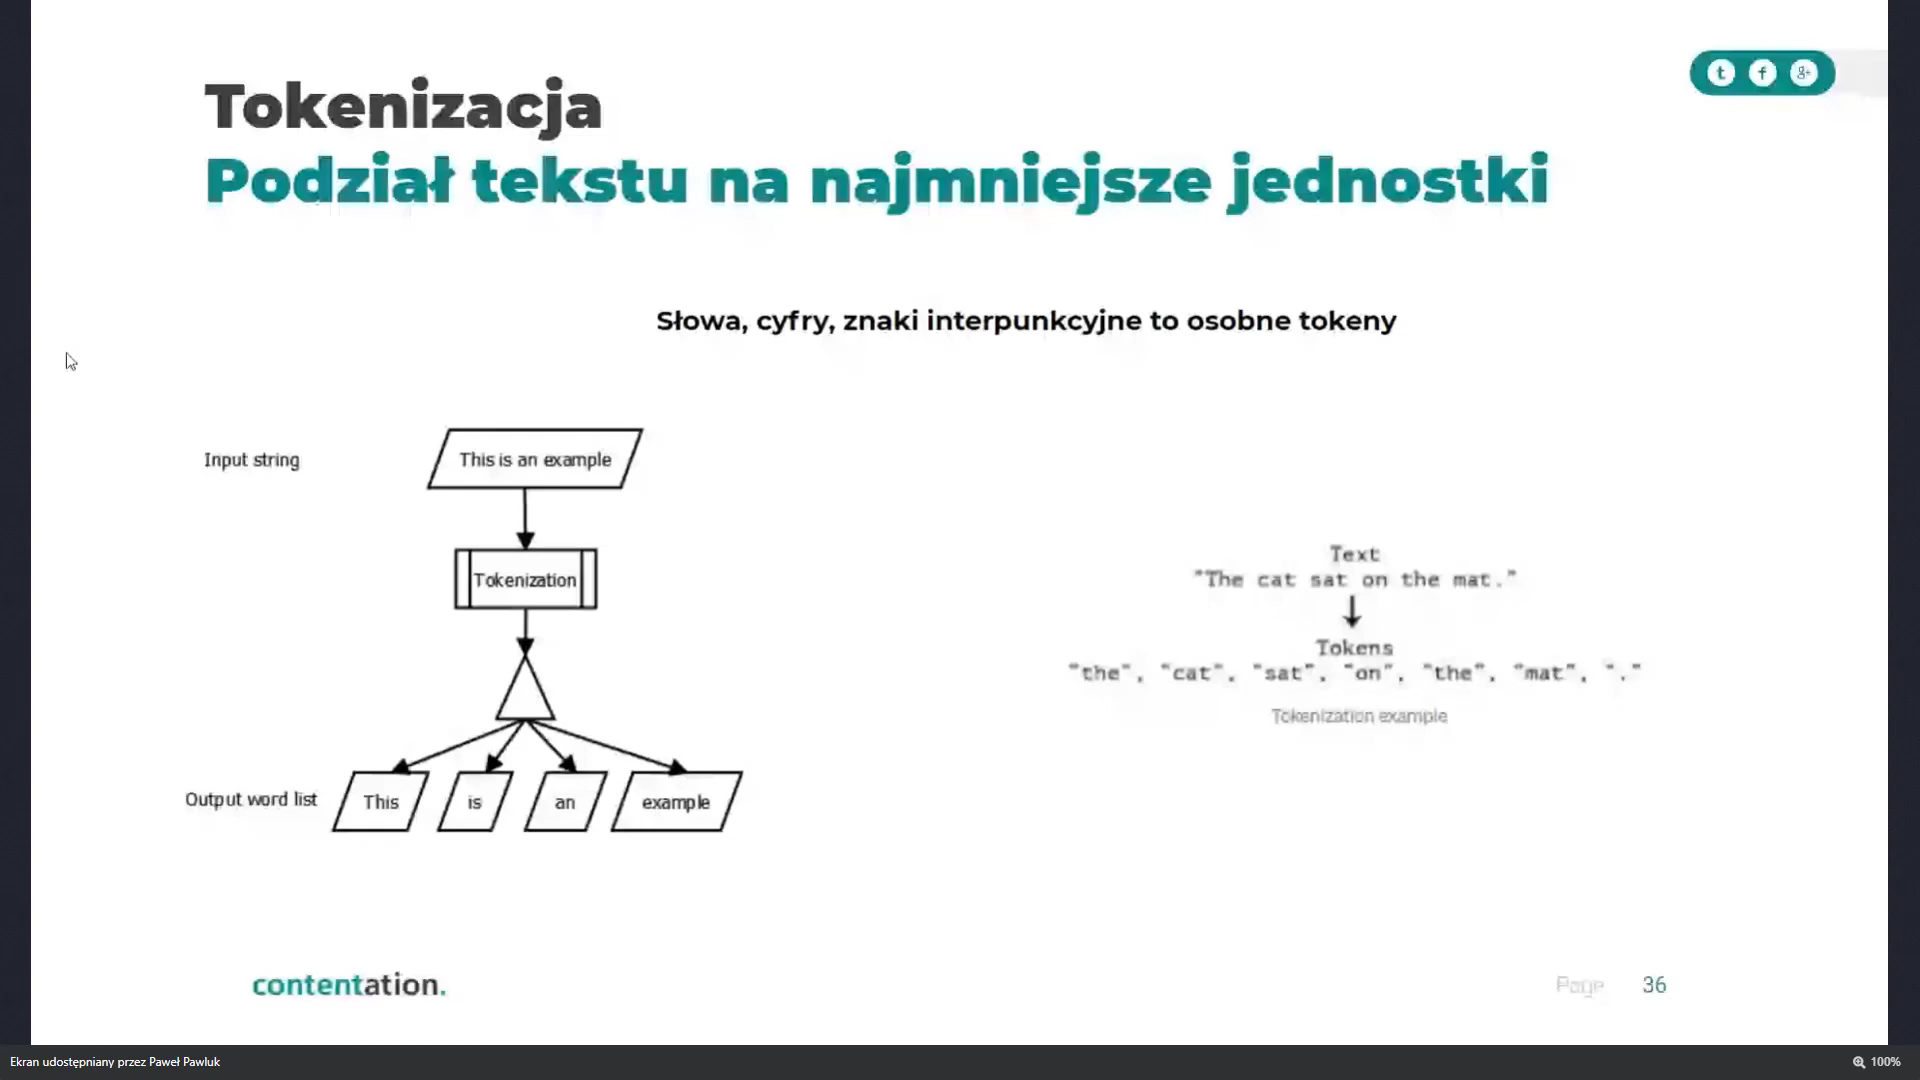 Tokenizacja
Podział tekstu na najmniejsze jednostki
t f g+
Słowa, cyfry, znaki interpunkcyjne to osobne tokeny
Input string
This is an example
Tokenization
Output word list
This is an example
Text
"The cat sat on the mat."
Tokens
"the", "cat", "sat", "on", "the", "mat", "."
Tokenization example
contentation.
Page 36
Ekran udostępniany przez Paweł Pawluk
100%